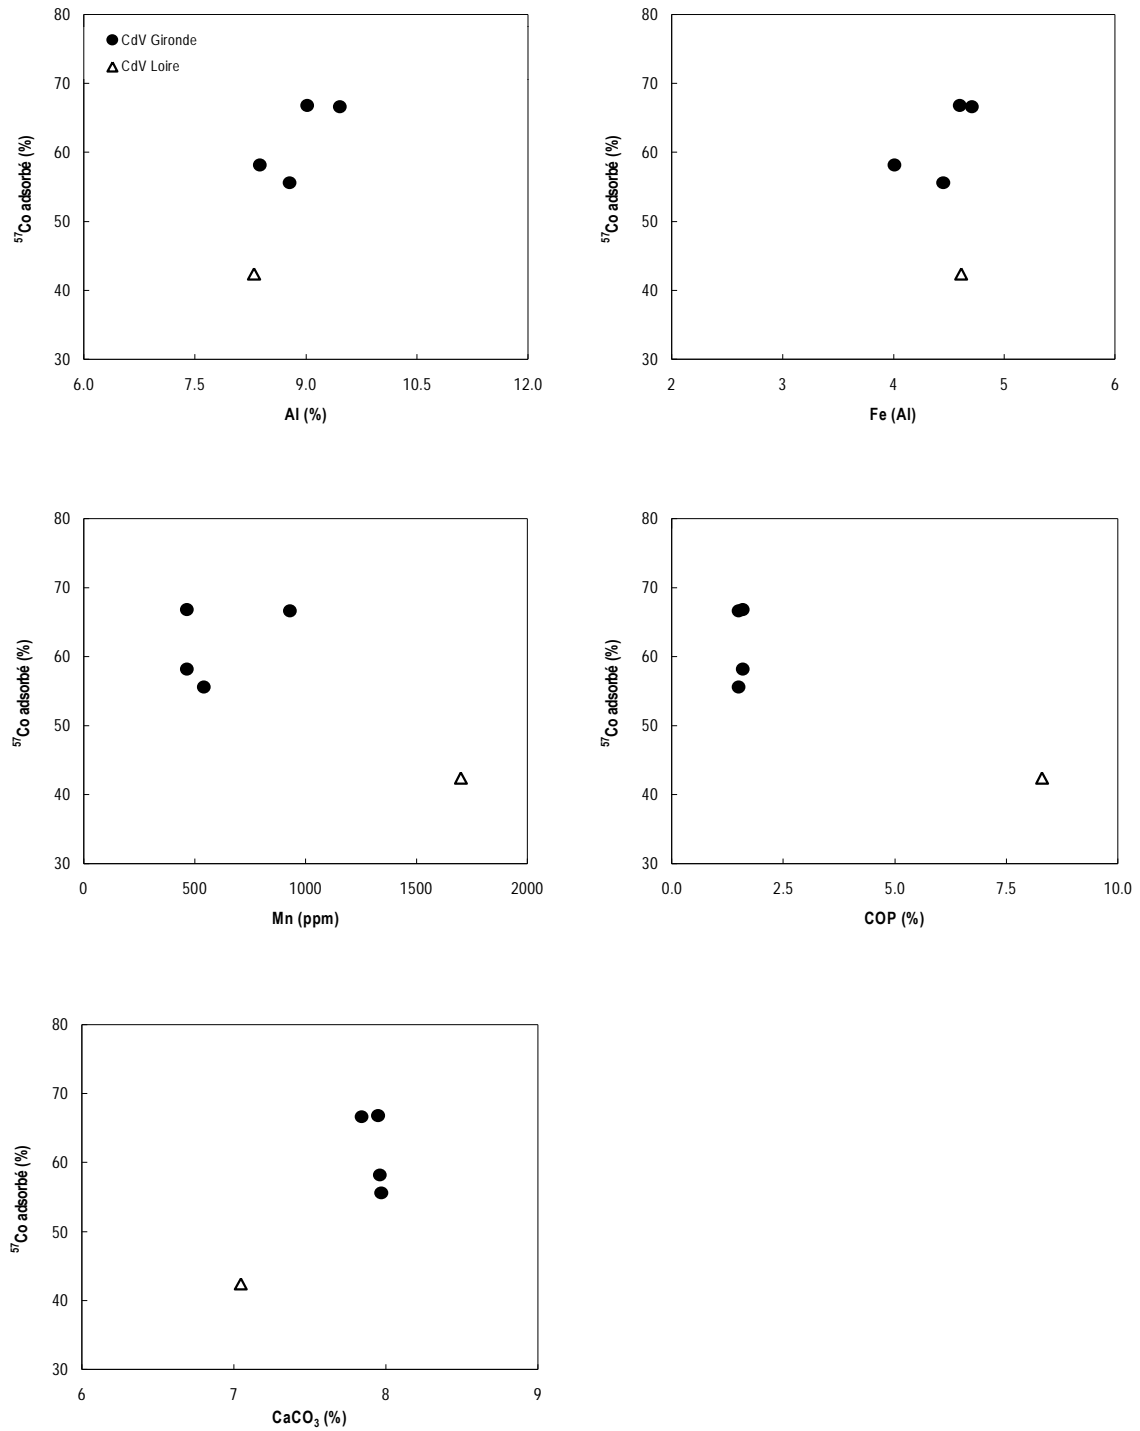 80
70
60
50
40
30
⁵⁷Co adsorbé (%)
CdV Gironde
CdV Loire
6.0 7.5 9.0 10.5 12.0
Al (%)
80
70
60
50
40
30
⁵⁷Co adsorbé (%)
2 3 4 5 6
Fe (Al)
80
70
60
50
40
30
⁵⁷Co adsorbé (%)
0 500 1000 1500 2000
Mn (ppm)
80
70
60
50
40
30
⁵⁷Co adsorbé (%)
0.0 2.5 5.0 7.5 10.0
COP (%)
80
70
60
50
40
30
⁵⁷Co adsorbé (%)
6 7 8 9
CaCO₃ (%)